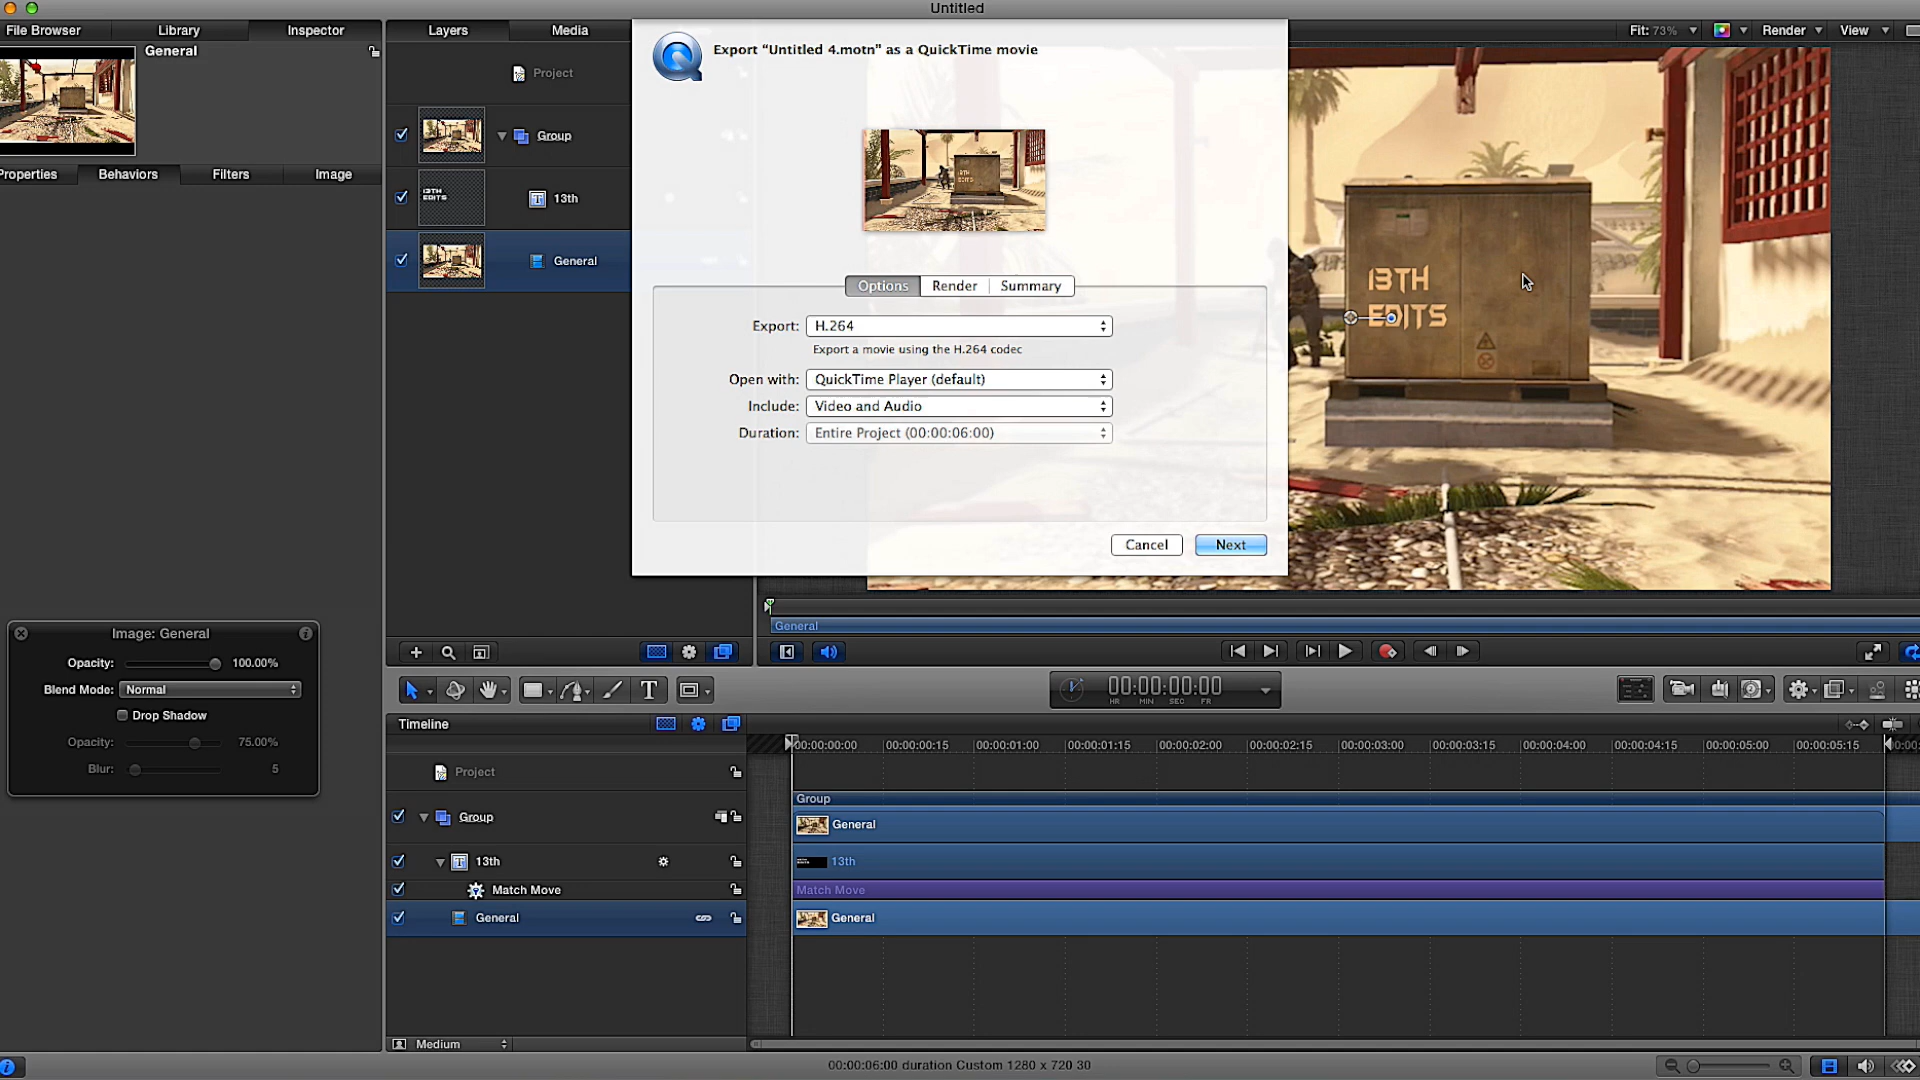 Untitled
File Browser
Library
Inspector
Layers
Media
Fit: 73%
Render
View
General
Project
Group
13TH EDITS
13th
General
Properties
Behaviors
Filters
Image
Export “Untitled 4.motn” as a QuickTime movie
Options
Render
Summary
Export: H.264
Export a movie using the H.264 codec
Open with: QuickTime Player (default)
Include: Video and Audio
Duration: Entire Project (00:00:06:00)
Cancel
Next
13TH
EDITS
General
Image: General
Opacity: 100.00%
Blend Mode: Normal
Drop Shadow
Opacity: 75.00%
Blur: 5
00:00:00:00
HR MIN SEC FR
Timeline
00:00:00:00 00:00:00:15 00:00:01:00 00:00:01:15 00:00:02:00 00:00:02:15 00:00:03:00 00:00:03:15 00:00:04:00 00:00:04:15 00:00:05:00 00:00:05:15
Project
Group
Group
General
13th
13th
Match Move
Match Move
General
General
Medium
00:00:06:00 duration Custom 1280 x 720 30